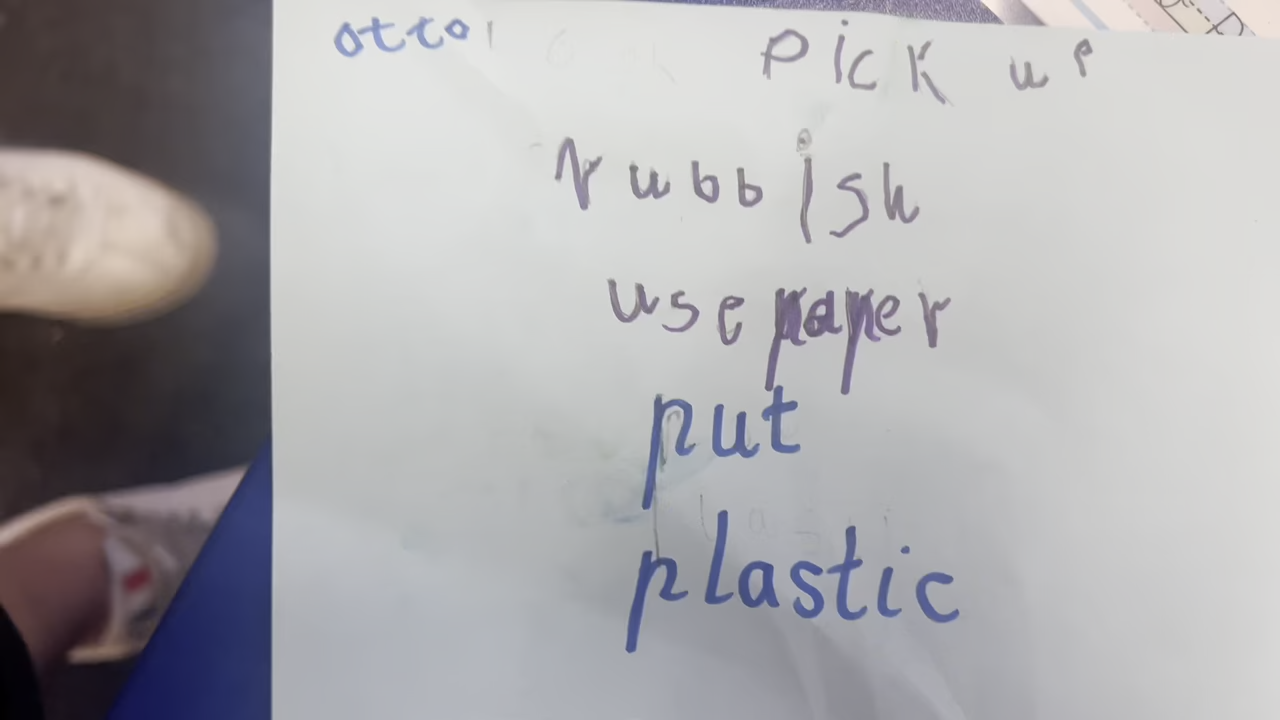 otto
pick up
rubbish
use paper
put
plastic